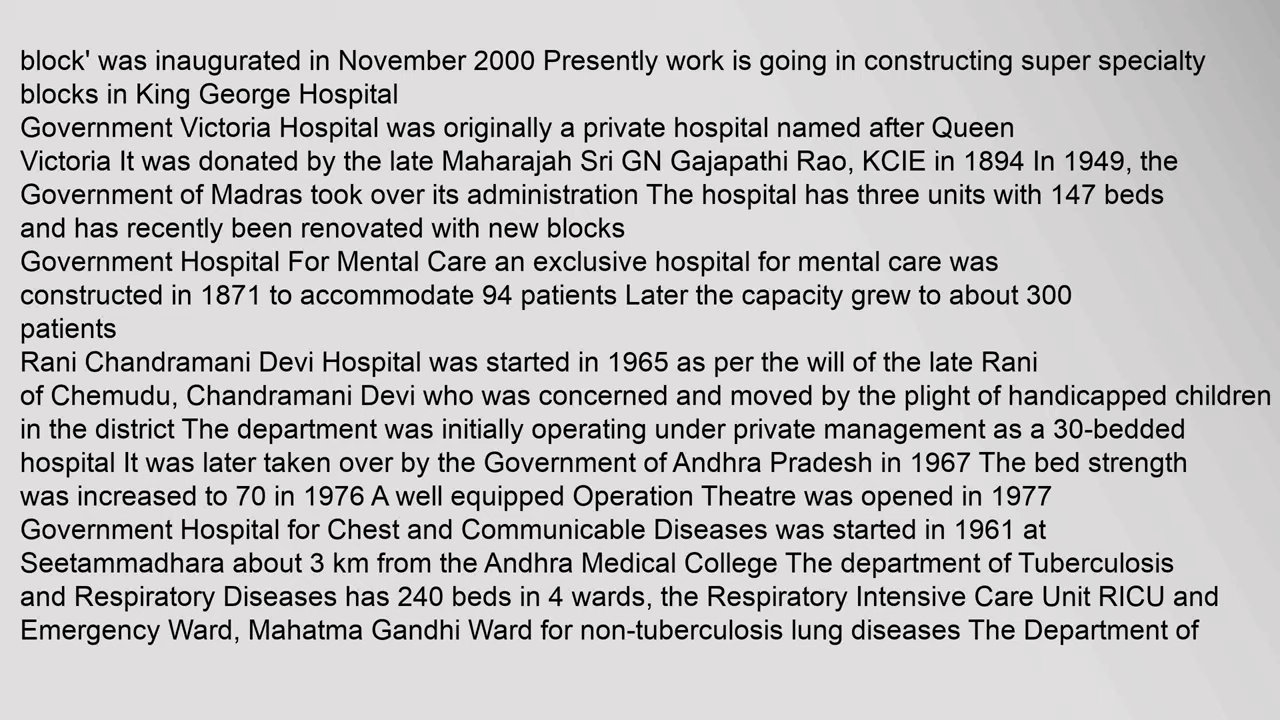 block' was inaugurated in November 2000 Presently work is going in constructing super specialty
blocks in King George Hospital
Government Victoria Hospital was originally a private hospital named after Queen
Victoria It was donated by the late Maharajah Sri GN Gajapathi Rao, KCIE in 1894 In 1949, the
Government of Madras took over its administration The hospital has three units with 147 beds
and has recently been renovated with new blocks
Government Hospital For Mental Care an exclusive hospital for mental care was
constructed in 1871 to accommodate 94 patients Later the capacity grew to about 300
patients
Rani Chandramani Devi Hospital was started in 1965 as per the will of the late Rani
of Chemudu, Chandramani Devi who was concerned and moved by the plight of handicapped children
in the district The department was initially operating under private management as a 30-bedded
hospital It was later taken over by the Government of Andhra Pradesh in 1967 The bed strength
was increased to 70 in 1976 A well equipped Operation Theatre was opened in 1977
Government Hospital for Chest and Communicable Diseases was started in 1961 at
Seetammadhara about 3 km from the Andhra Medical College The department of Tuberculosis
and Respiratory Diseases has 240 beds in 4 wards, the Respiratory Intensive Care Unit RICU and
Emergency Ward, Mahatma Gandhi Ward for non-tuberculosis lung diseases The Department of